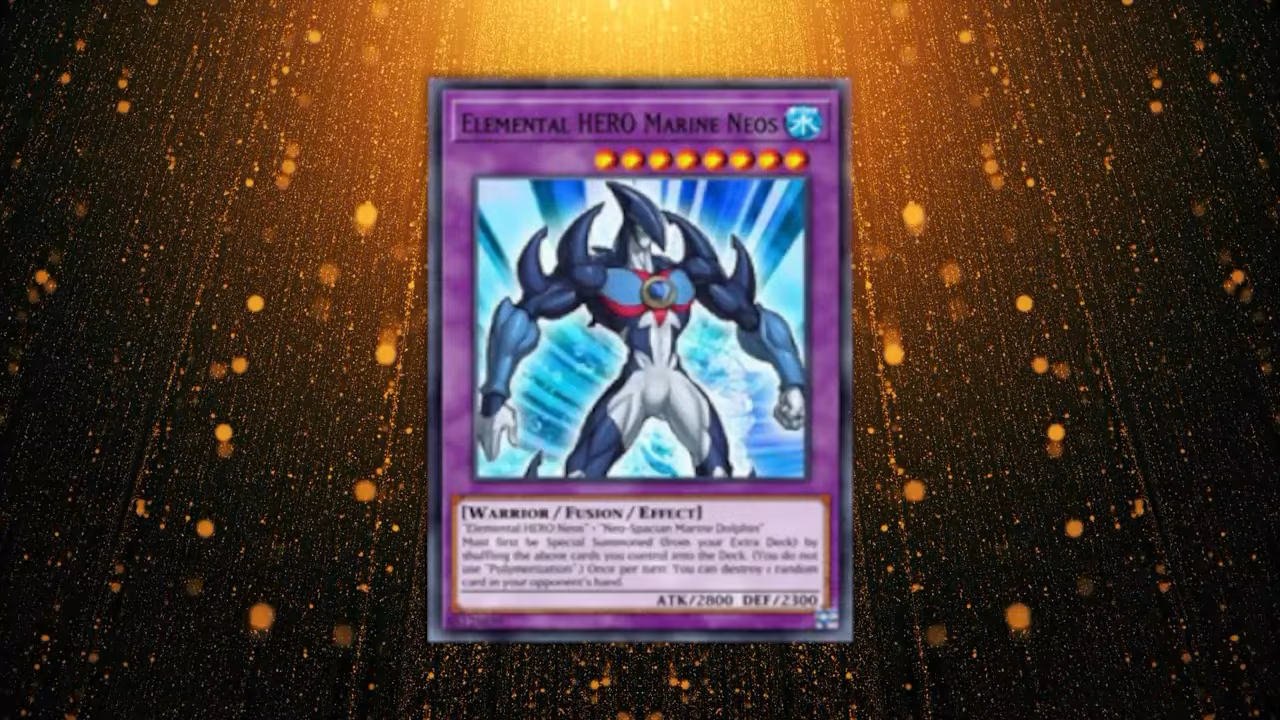 ELEMENTAL HERO MARINE NEOS
水
[WARRIOR / FUSION / EFFECT]
"Elemental HERO Neos" + "Neo-Spacian Marine Dolphin"
Must first be Special Summoned (from your Extra Deck) by
shuffling the above cards you control into the Deck. (You do not
use "Polymerization".) Once per turn: You can destroy 1 random
card in your opponent's hand.
ATK/2800 DEF/2300